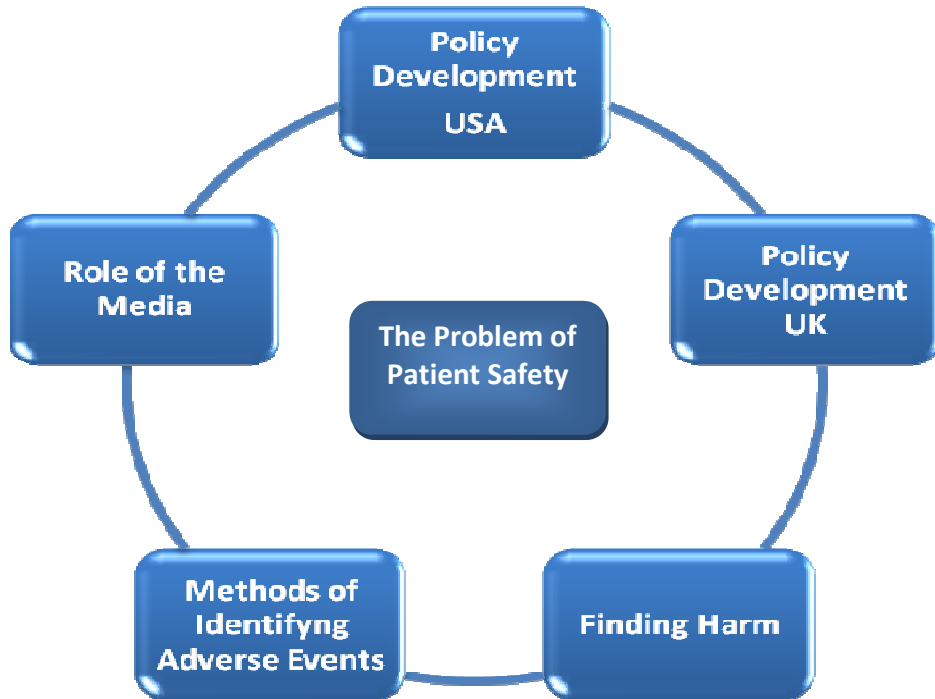 Policy
Development
USA
Role of the
Media
Policy
Development
UK
The Problem of
Patient Safety
Methods of
Identifyng
Adverse Events
Finding Harm